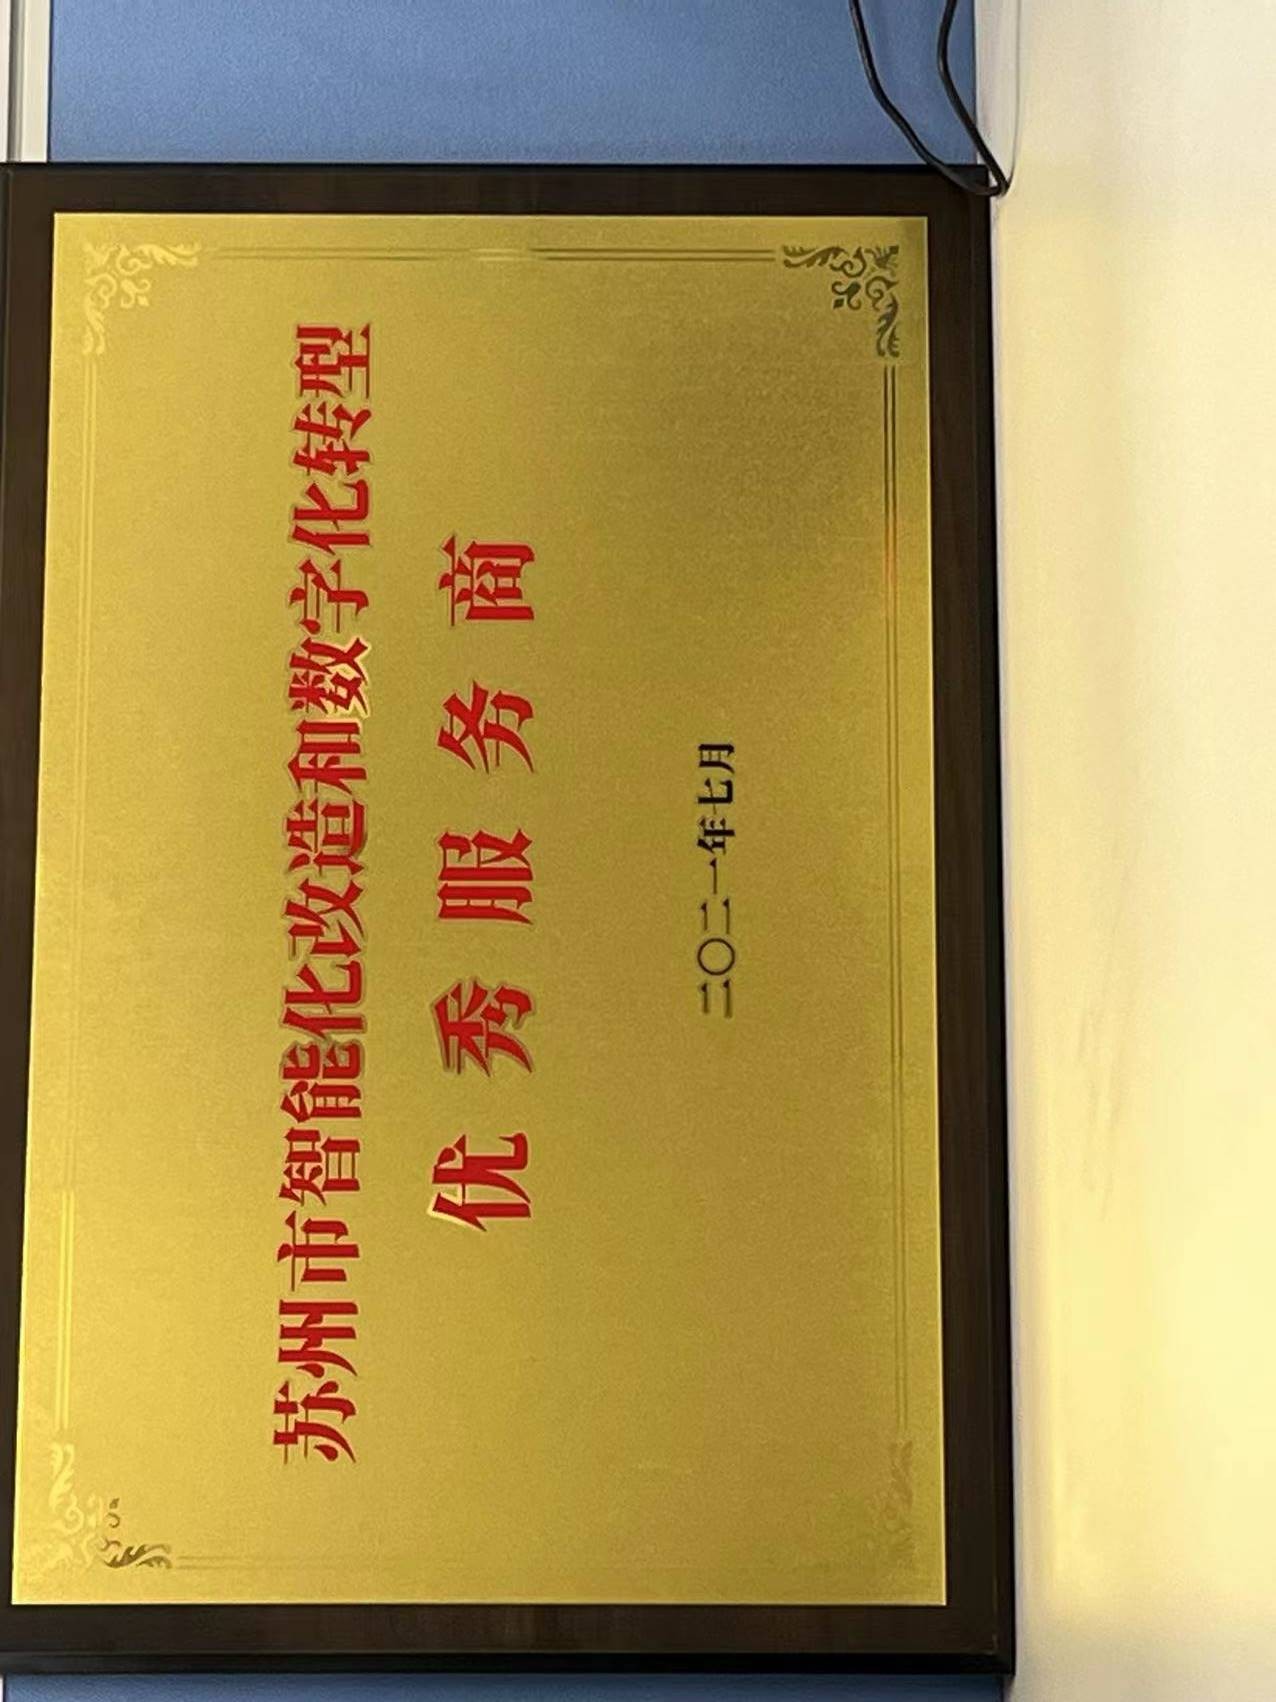 苏州市智能化改造和数字化转型
优秀服务商
二〇二一年七月